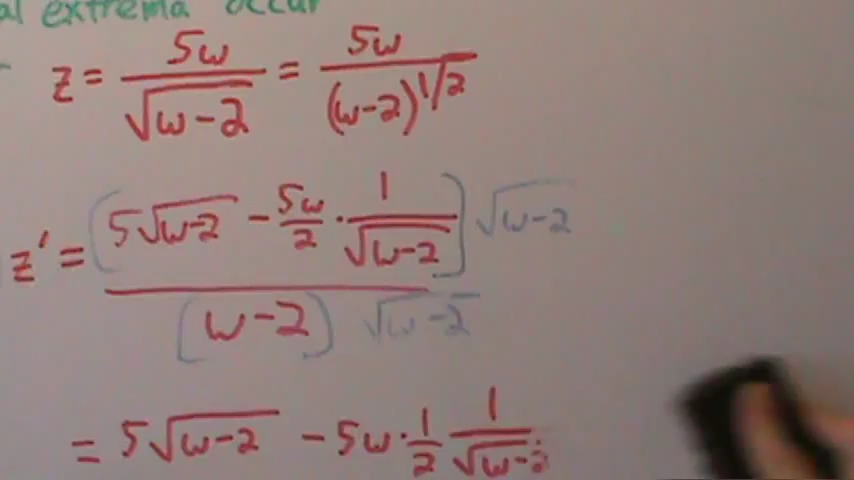 extrema occur
z = 5w / √(w-2) = 5w / (w-2)^1/2
z' = [5√(w-2) - 5w/2 · 1/√(w-2)] √(w-2) / (w-2) √(w-2)
= 5√(w-2) - 5w · 1/2 1/√(w-2)